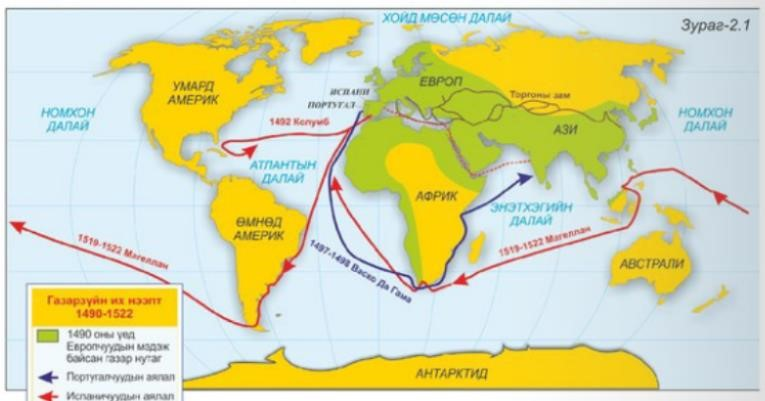 ХОЙД МӨСӨН ДАЛАЙ
Зураг-2.1
УМАРД
АМЕРИК
ИСПАНИ
ПОРТУГАЛ
ЕВРОП
Торгоны зам
АЗИ
НОМХОН
ДАЛАЙ
НОМХОН
ДАЛАЙ
1492 Колумб
АТЛАНТЫН
ДАЛАЙ
АФРИК
ЭНЭТХЭГИЙН
ДАЛАЙ
ӨМНӨД
АМЕРИК
1519-1522 Магеллан
1497-1498 Васко Да Гама
1519-1522 Магеллан
АВСТРАЛИ
Газарзүйн их нээлт
1490-1522
1490 оны үед
Европчуудын мэдэж
байсан газар нутаг
Португалчуудын аялал
Испаничуудын аялал
АНТАРКТИД